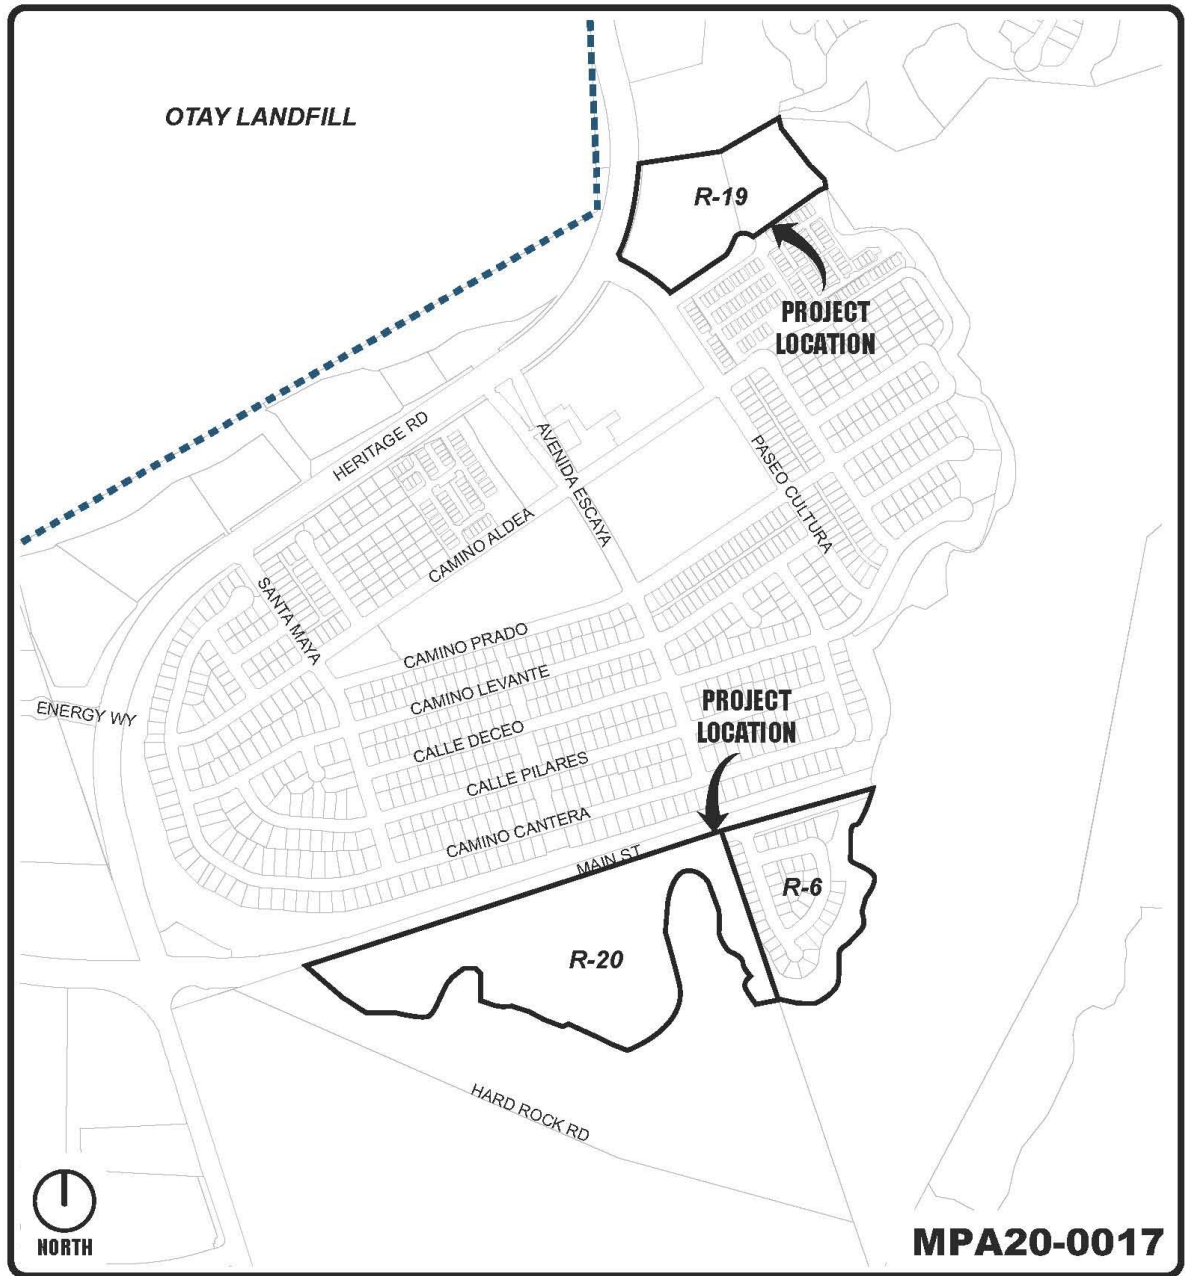 OTAY LANDFILL
R-19
PROJECT
LOCATION
HERITAGE RD
AVENIDA ESCAYA
PASEO CULTURA
CAMINO ALDEA
SANTA MAYA
CAMINO PRADO
CAMINO LEVANTE
ENERGY WY
PROJECT
LOCATION
CALLE DECEO
CALLE PILARES
CAMINO CANTERA
MAIN ST
R-6
R-20
HARD ROCK RD
NORTH
MPA20-0017